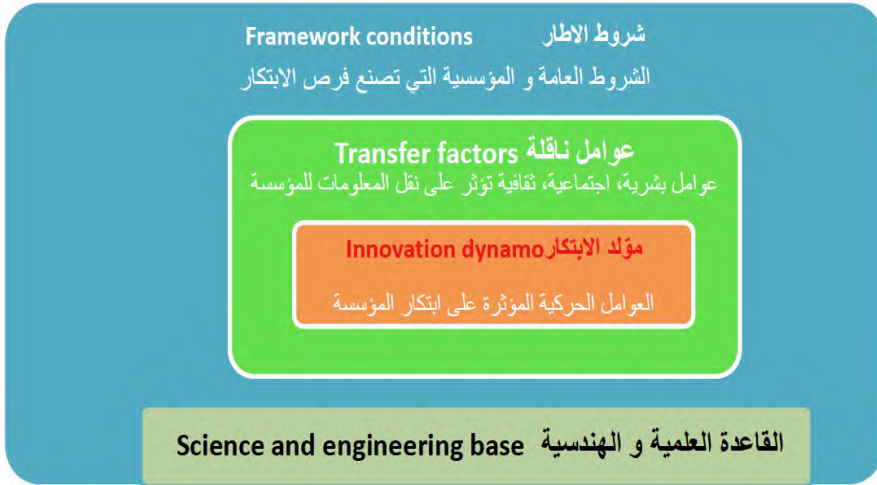 شروط الاطار Framework conditions
الشروط العامة و المؤسسية التي تصنع فرص الابتكار
عوامل ناقلة Transfer factors
عوامل بشرية، اجتماعية، ثقافية تؤثر على نقل المعلومات للمؤسسة
مؤلد الابتكار Innovation dynamo
العوامل الحركية المؤثرة على ابتكار المؤسسة
القاعدة العلمية و الهندسية Science and engineering base